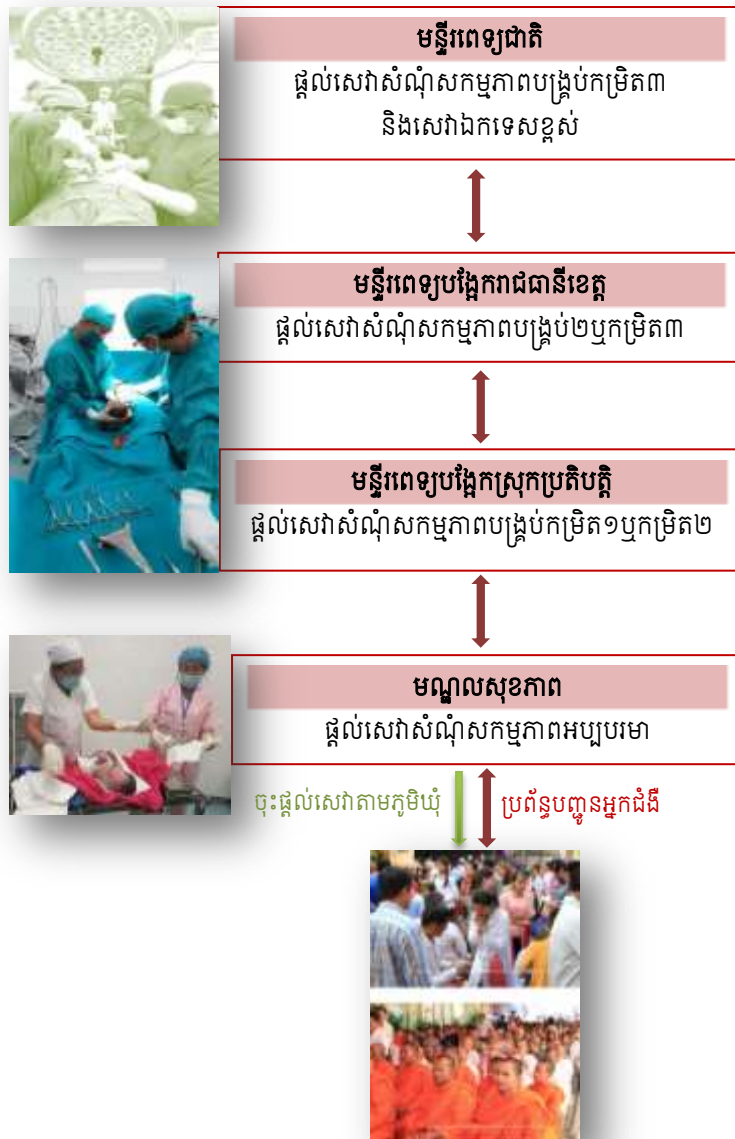 មន្ទីរពេទ្យជាតិ
ផ្តល់សេវាសំណុំសកម្មភាពបង្គ្រប់កម្រិត៣
និងសេវាឯកទេសខ្ពស់
មន្ទីរពេទ្យបង្អែករាជធានីខេត្ត
ផ្តល់សេវាសំណុំសកម្មភាពបង្គ្រប់២ឬកម្រិត៣
មន្ទីរពេទ្យបង្អែកស្រុកប្រតិបត្តិ
ផ្តល់សេវាសំណុំសកម្មភាពបង្គ្រប់កម្រិត១ឬកម្រិត២
មណ្ឌលសុខភាព
ផ្តល់សេវាសំណុំសកម្មភាពអប្បបរមា
ចុះផ្តល់សេវាតាមភូមិឃុំ
ប្រព័ន្ធបញ្ជូនអ្នកជំងឺ